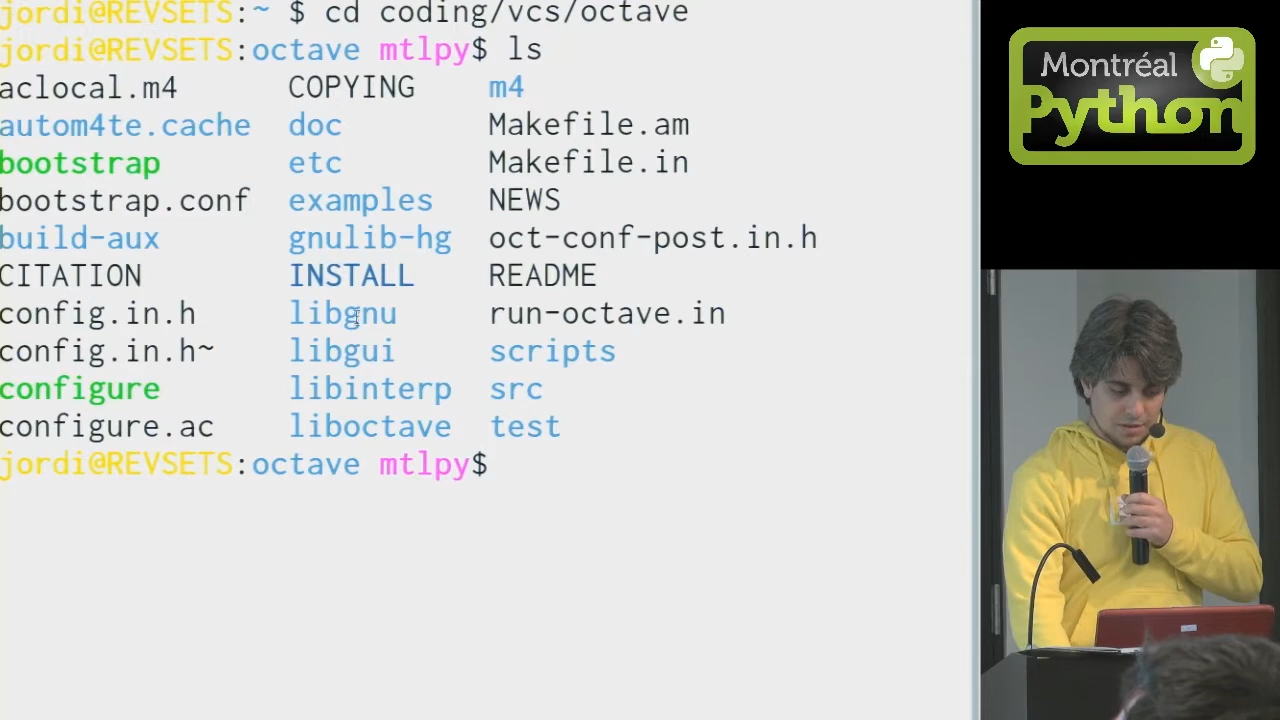 jordi@REVSETS:~ $ cd coding/vcs/octave
jordi@REVSETS:octave mtlpy$ ls
aclocal.m4 COPYING m4
autom4te.cache doc Makefile.am
bootstrap etc Makefile.in
bootstrap.conf examples NEWS
build-aux gnulib-hg oct-conf-post.in.h
CITATION INSTALL README
config.in.h libgnu run-octave.in
config.in.h~ libgui scripts
configure libinterp src
configure.ac liboctave test
jordi@REVSETS:octave mtlpy$
Montréal
Python